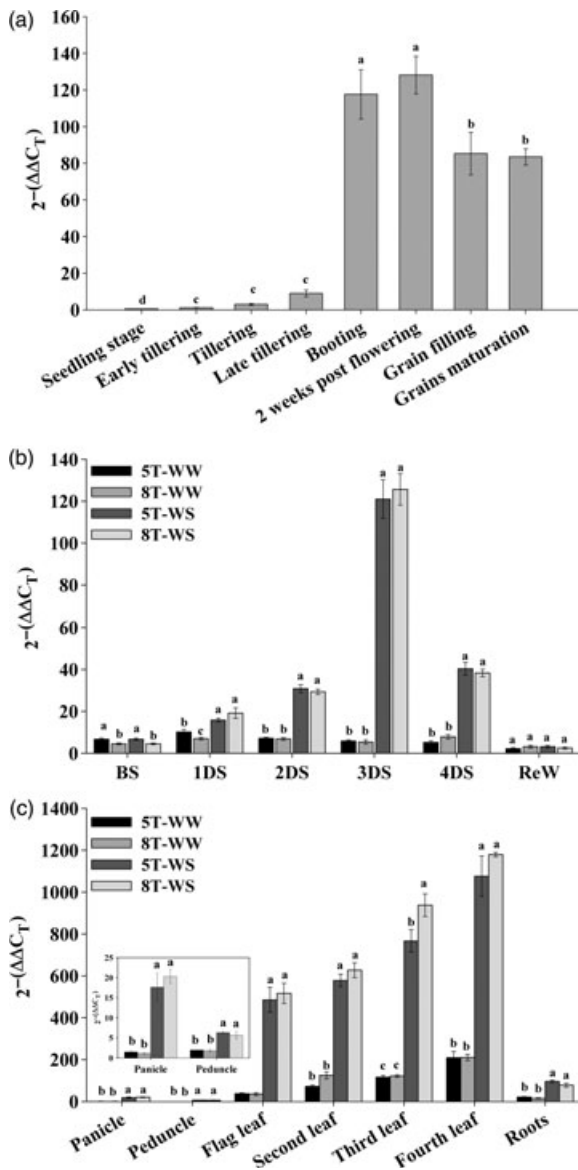 (a)
2−(ΔΔCT)
160
140
120
100
80
60
40
20
0
d
c
c
c
a
a
b
b
Seedling stage
Early tillering
Tillering
Late tillering
Booting
2 weeks post flowering
Grain filling
Grains maturation
(b)
2−(ΔΔCT)
140
120
100
80
60
40
20
0
5T-WW
8T-WW
5T-WS
8T-WS
a b a b
b c a a
b b a a
b b a a
b b a a
a a a a
BS
1DS
2DS
3DS
4DS
ReW
(c)
2−(ΔΔCT)
1400
1200
1000
800
600
400
200
0
5T-WW
8T-WW
5T-WS
8T-WS
2−(ΔΔCT)
25
20
15
10
5
0
b b a a
b b a a
Panicle
Peduncle
b b a a
b b a a
a a
b b a a
c c b a
b b a a
b b a a
Panicle
Peduncle
Flag leaf
Second leaf
Third leaf
Fourth leaf
Roots